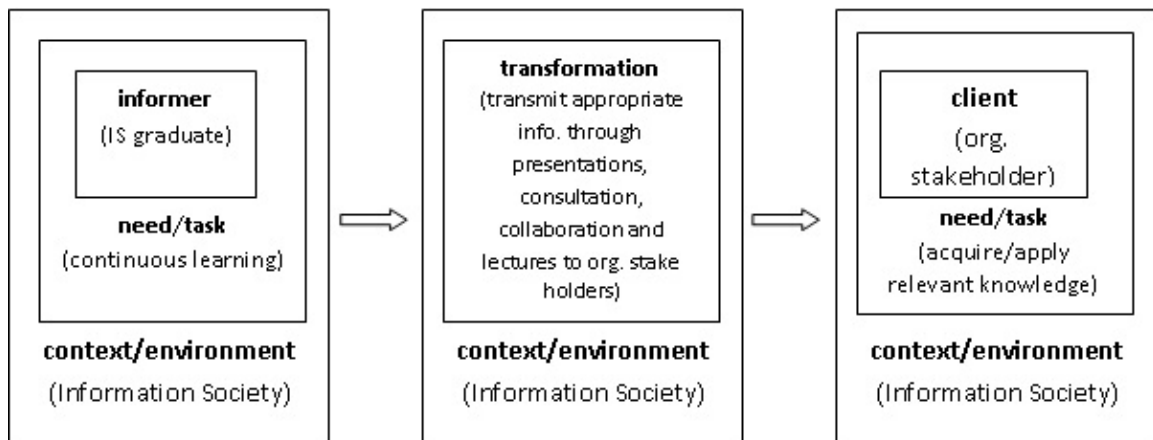 informer
(IS graduate)
need/task
(continuous learning)
context/environment
(Information Society)
transformation
(transmit appropriate
info. through
presentations,
consultation,
collaboration and
lectures to org. stake
holders)
context/environment
(Information Society)
client
(org.
stakeholder)
need/task
(acquire/apply
relevant knowledge)
context/environment
(Information Society)